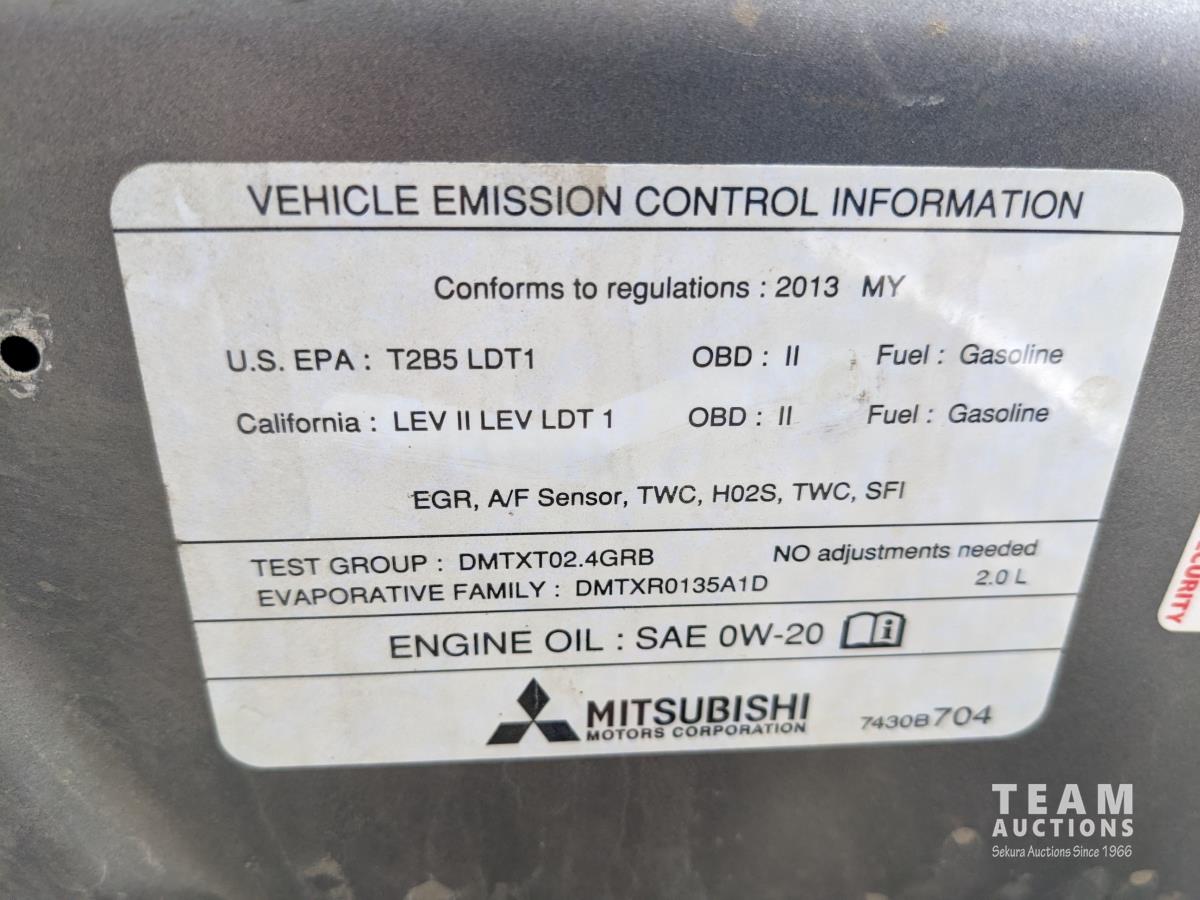 VEHICLE EMISSION CONTROL INFORMATION
Conforms to regulations : 2013 MY
U.S. EPA : T2B5 LDT1 OBD : II Fuel : Gasoline
California : LEV II LEV LDT 1 OBD : II Fuel : Gasoline
EGR, A/F Sensor, TWC, H02S, TWC, SFI
TEST GROUP : DMTXT02.4GRB NO adjustments needed
EVAPORATIVE FAMILY : DMTXR0135A1D 2.0 L
ENGINE OIL : SAE 0W-20
MITSUBISHI
MOTORS CORPORATION
7430B704
TEAM
AUCTIONS
Sekura Auctions Since 1966